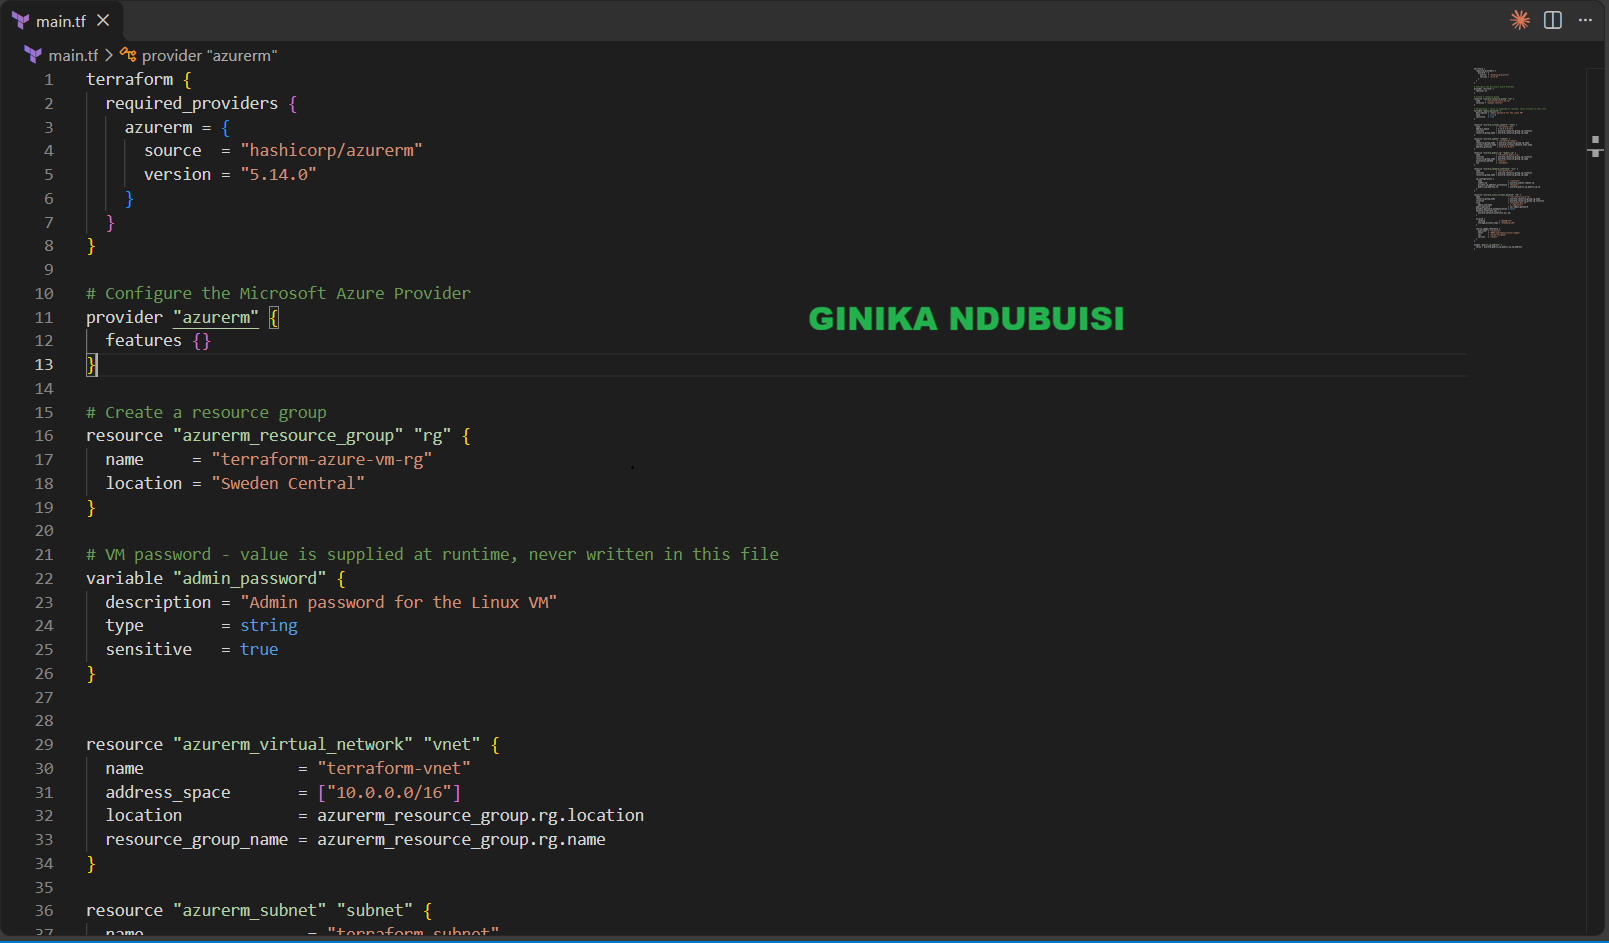 main.tf
main.tf > provider "azurerm"
1 terraform {
2 required_providers {
3 azurerm = {
4 source = "hashicorp/azurerm"
5 version = "5.14.0"
6 }
7 }
8 }
9
10 # Configure the Microsoft Azure Provider
11 provider "azurerm" {
GINIKA NDUBUISI
12 features {}
13 }
14
15 # Create a resource group
16 resource "azurerm_resource_group" "rg" {
17 name = "terraform-azure-vm-rg"
18 location = "Sweden Central"
19 }
20
21 # VM password - value is supplied at runtime, never written in this file
22 variable "admin_password" {
23 description = "Admin password for the Linux VM"
24 type = string
25 sensitive = true
26 }
27
28
29 resource "azurerm_virtual_network" "vnet" {
30 name = "terraform-vnet"
31 address_space = ["10.0.0.0/16"]
32 location = azurerm_resource_group.rg.location
33 resource_group_name = azurerm_resource_group.rg.name
34 }
35
36 resource "azurerm_subnet" "subnet" {
37 name = "terraform-subnet"